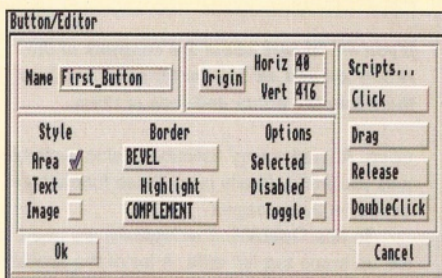 Button/Editor
Name First_Button
Origin
Horiz 40
Vert 416
Style
Area
Text
Image
Border
BEVEL
Highlight
COMPLEMENT
Options
Selected
Disabled
Toggle
Scripts...
Click
Drag
Release
DoubleClick
Ok
Cancel